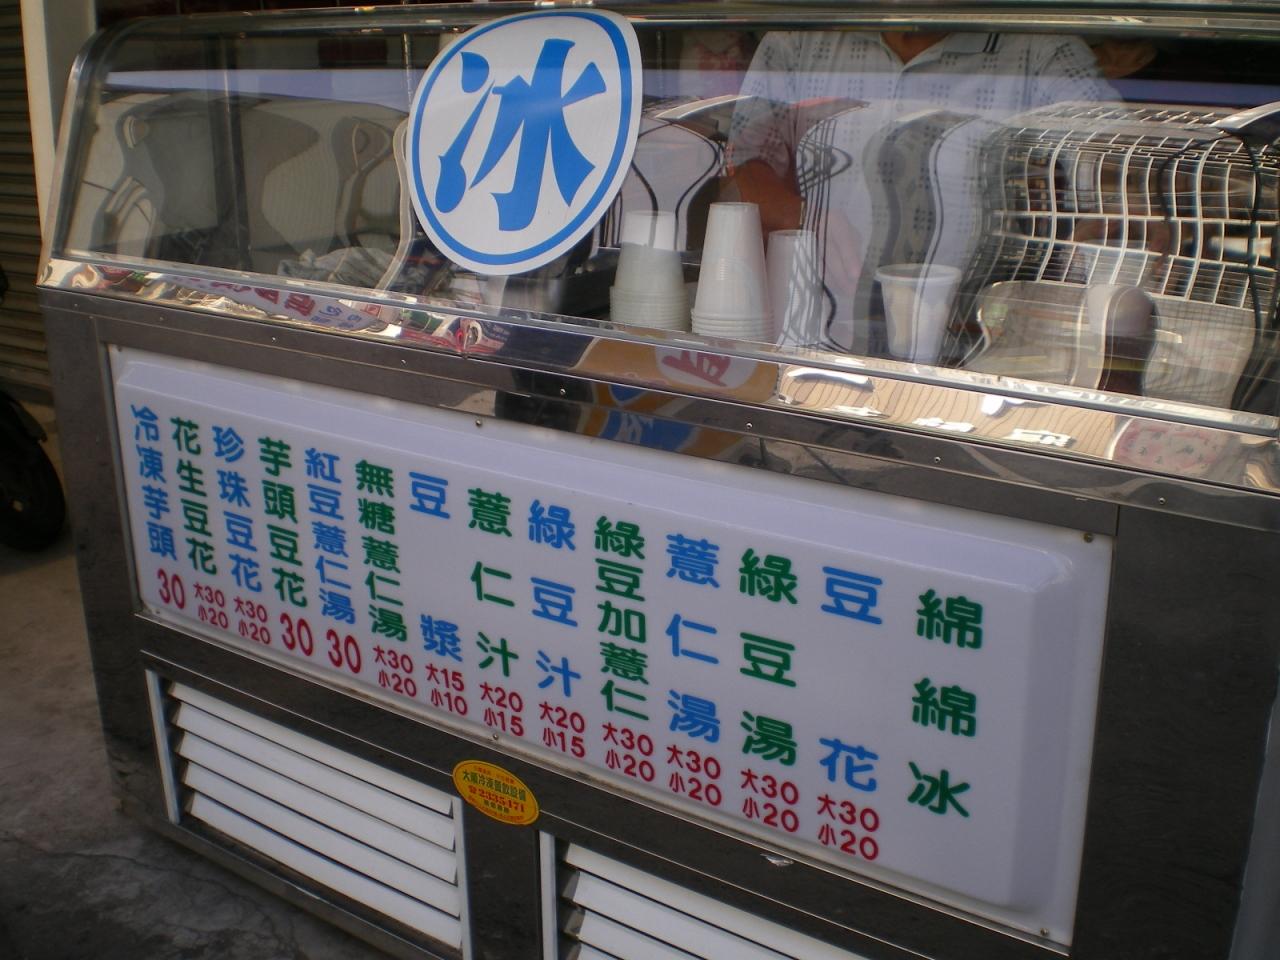 冰
綿綿冰
豆花
大30
小20
綠豆湯
大30
小20
薏仁湯
大30
小20
綠豆加薏仁
大30
小20
綠豆汁
大20
小15
薏仁汁
大20
小15
豆漿
大15
小10
無糖薏仁湯
大30
小20
紅豆薏仁湯
30
芋頭豆花
30
珍珠豆花
大30
小20
花生豆花
大30
小20
冷凍芋頭
30